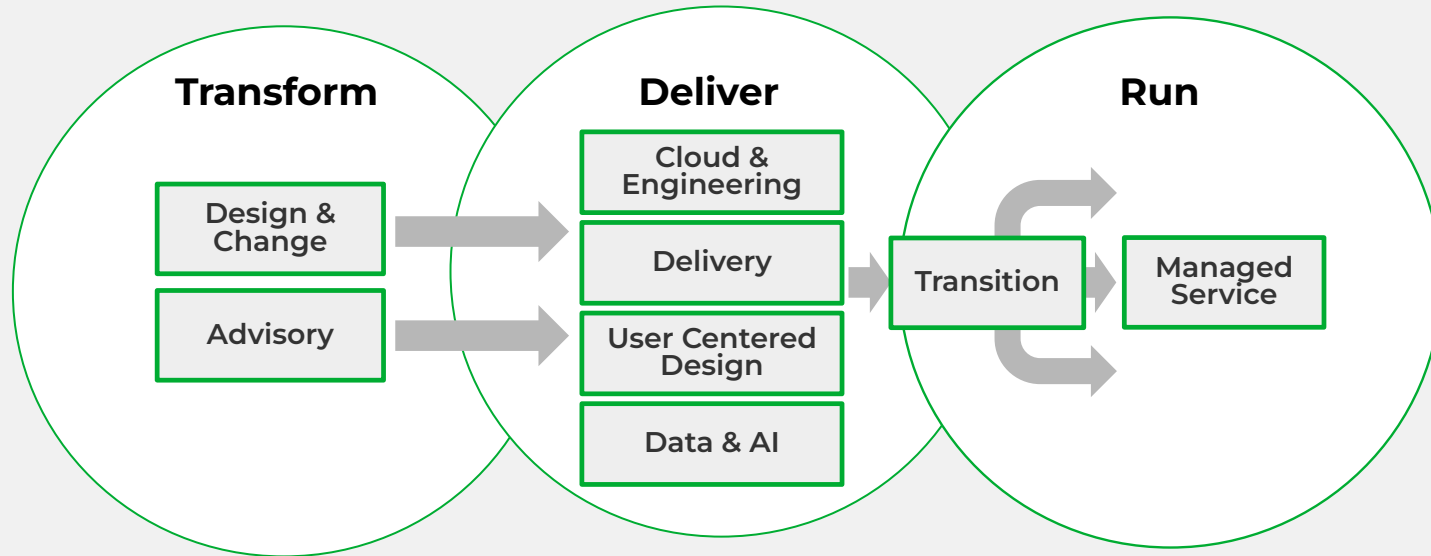 Transform
Design &
Change
Advisory
Deliver
Cloud &
Engineering
Delivery
User Centered
Design
Data & AI
Run
Transition
Managed
Service